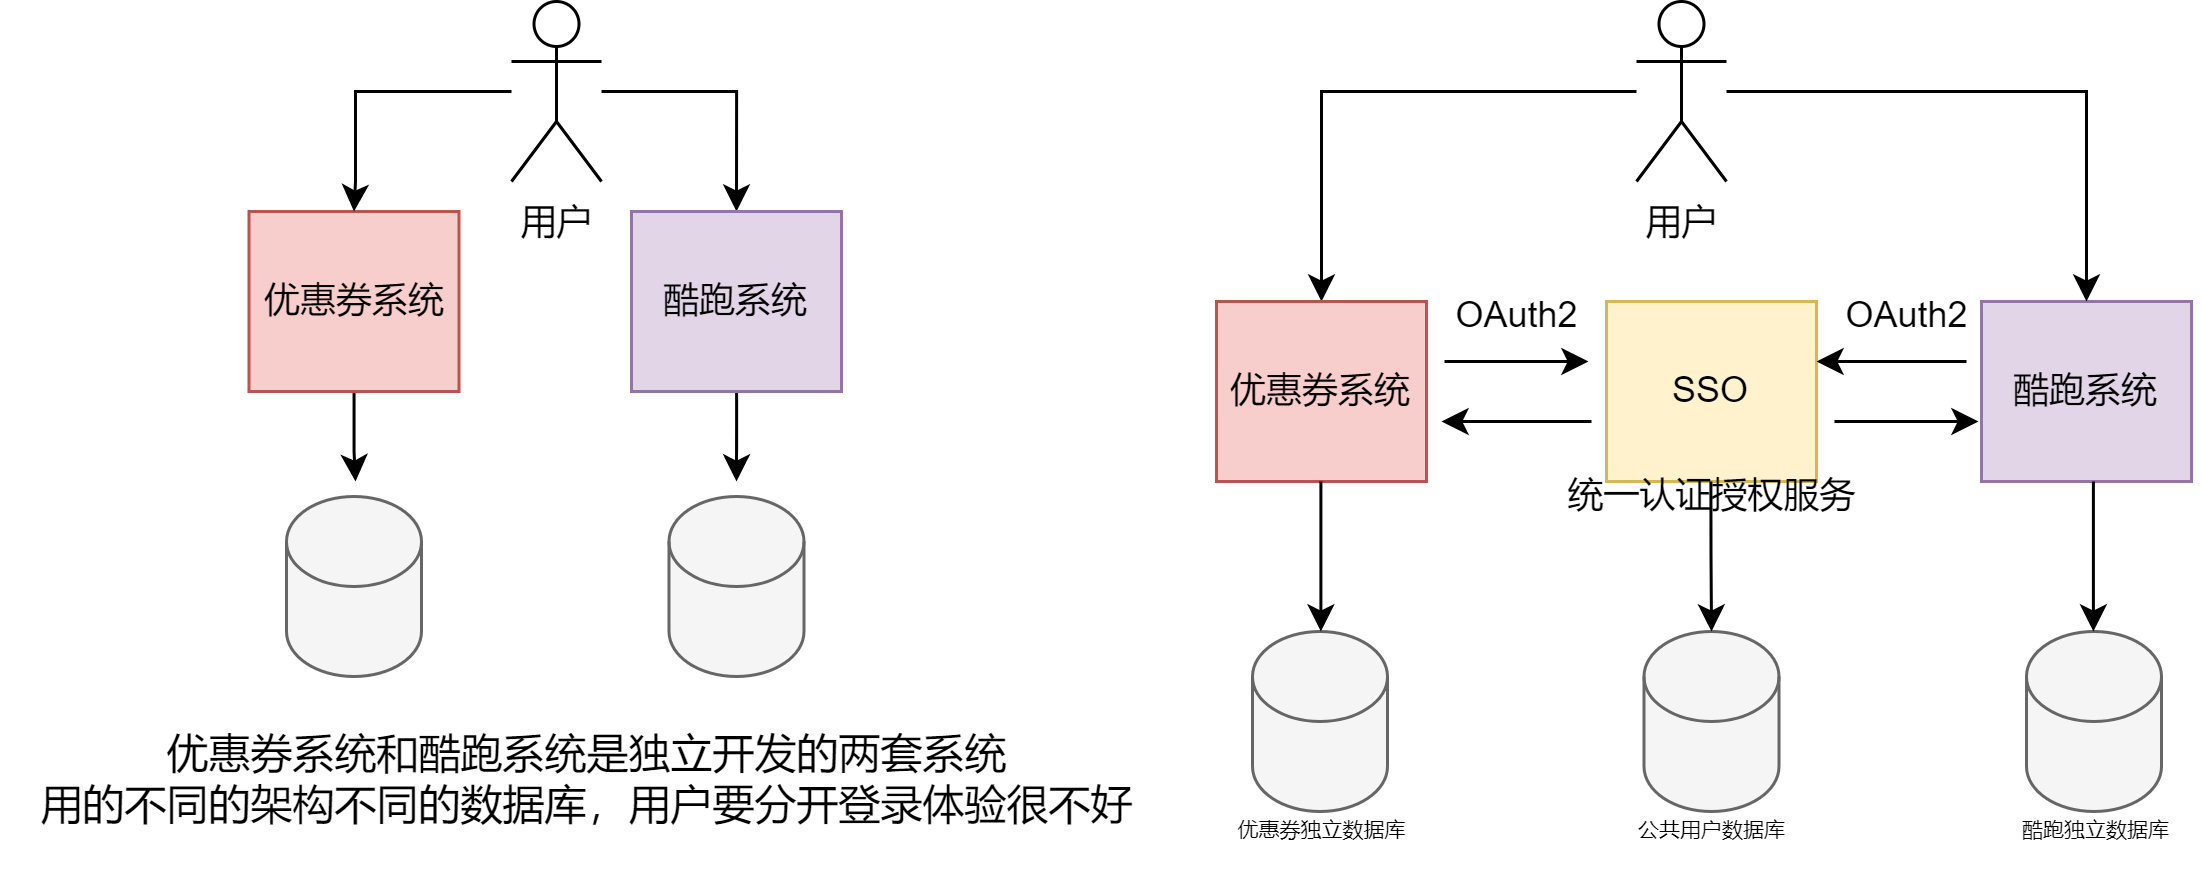 用户
优惠券系统
酷跑系统
优惠券系统和酷跑系统是独立开发的两套系统
用的不同的架构不同的数据库，用户要分开登录体验很不好
用户
优惠券系统
OAuth2
SSO
OAuth2
酷跑系统
统一认证授权服务
优惠券独立数据库
公共用户数据库
酷跑独立数据库